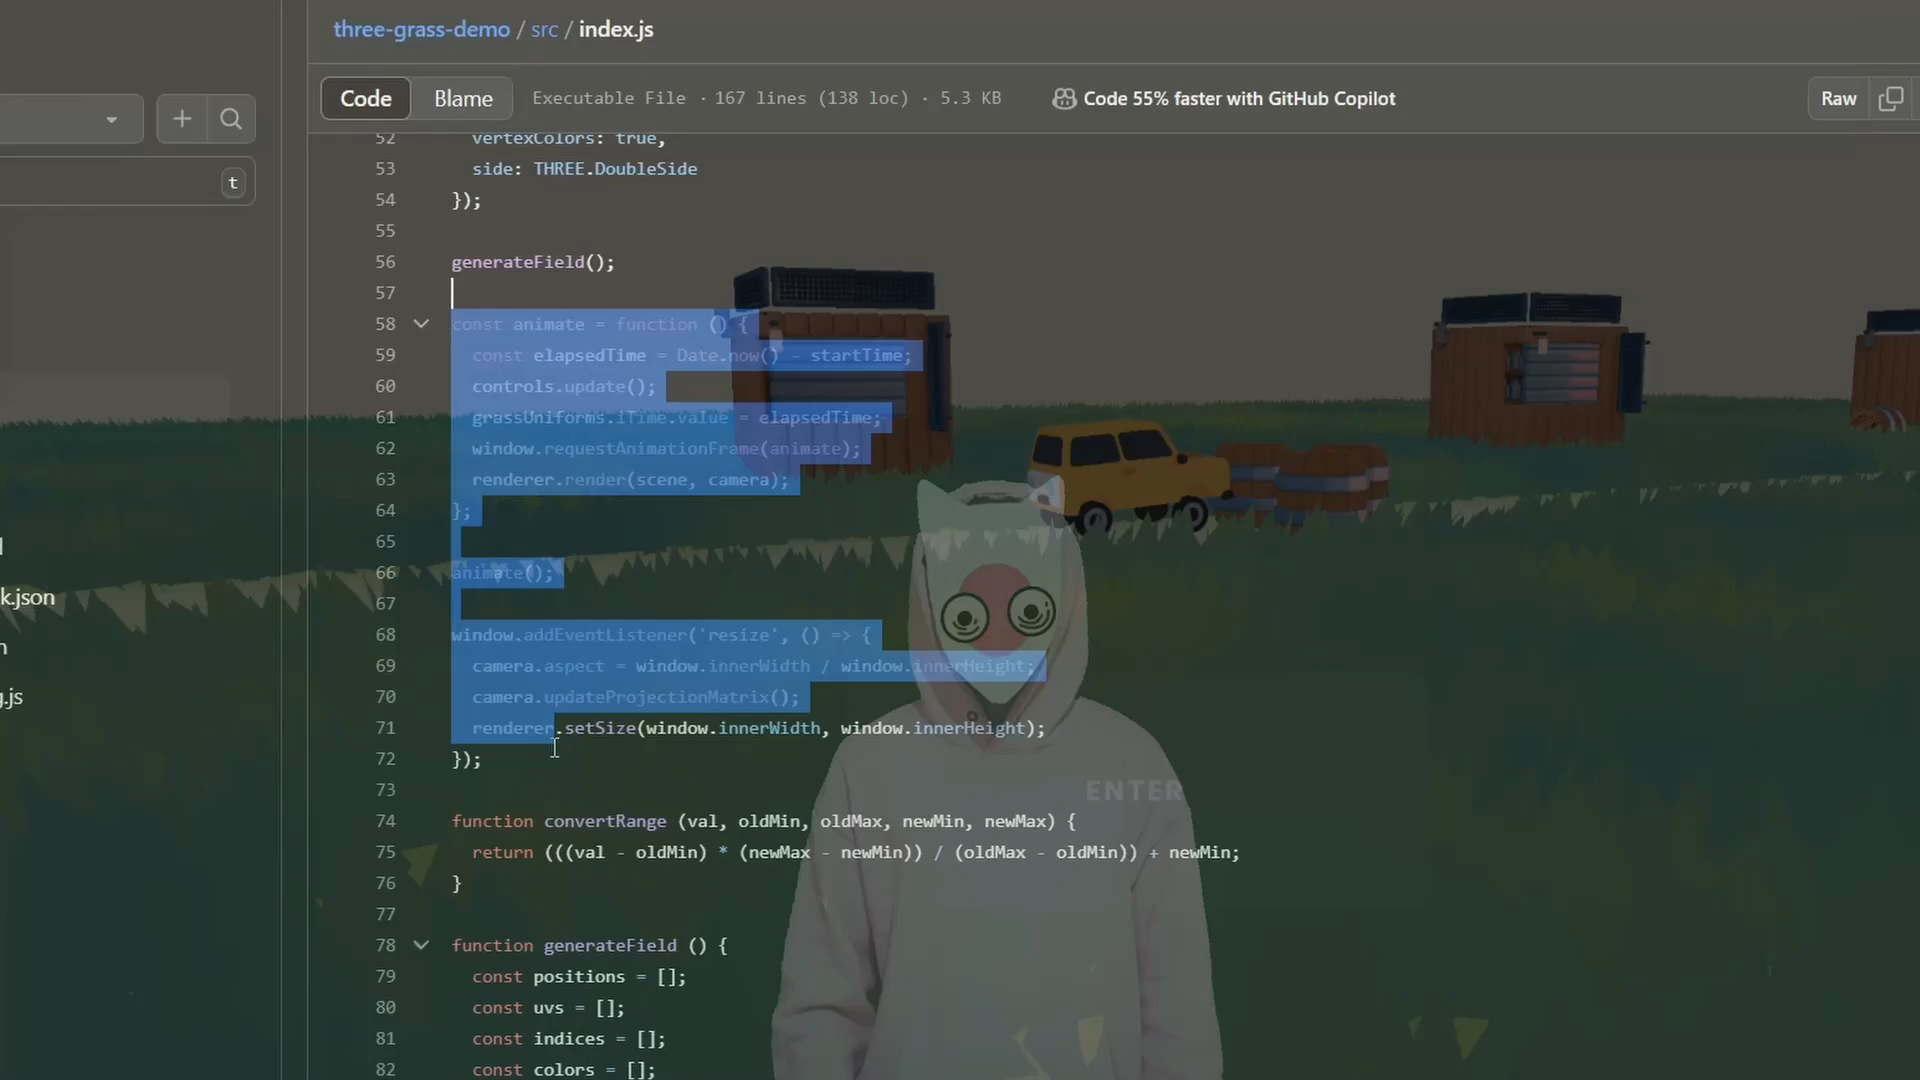 three-grass-demo / src / index.js
Code Blame Executable File · 167 lines (138 loc) · 5.3 KB Code 55% faster with GitHub Copilot Raw
t
k.json
n
g.js
52 vertexColors: true,
53 side: THREE.DoubleSide
54 });
55
56 generateField();
57
58 const animate = function () {
59 const elapsedTime = Date.now() - startTime;
60 controls.update();
61 grassUniforms.iTime.value = elapsedTime;
62 window.requestAnimationFrame(animate);
63 renderer.render(scene, camera);
64 };
65
66 animate();
67
68 window.addEventListener('resize', () => {
69 camera.aspect = window.innerWidth / window.innerHeight;
70 camera.updateProjectionMatrix();
71 renderer.setSize(window.innerWidth, window.innerHeight);
72 });
73
ENTER
74 function convertRange (val, oldMin, oldMax, newMin, newMax) {
75 return (((val - oldMin) * (newMax - newMin)) / (oldMax - oldMin)) + newMin;
76 }
77
78 function generateField () {
79 const positions = [];
80 const uvs = [];
81 const indices = [];
82 const colors = [];